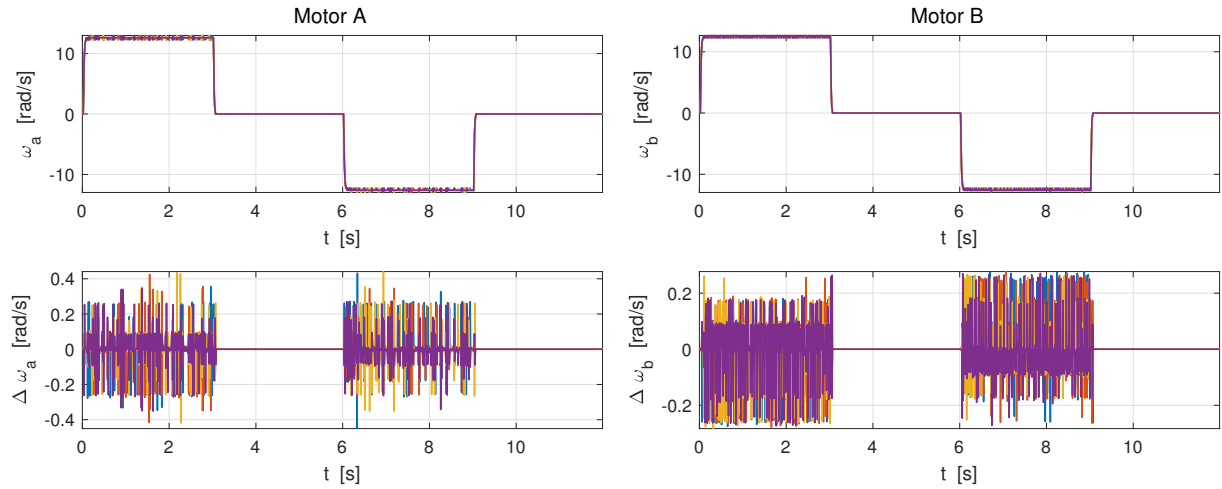 Motor A
Motor B
10
0
-10
ω_a [rad/s]
0 2 4 6 8 10
t [s]
10
0
-10
ω_b [rad/s]
0 2 4 6 8 10
t [s]
0.4
0.2
0
-0.2
-0.4
Δ ω_a [rad/s]
0 2 4 6 8 10
t [s]
0.2
0
-0.2
Δ ω_b [rad/s]
0 2 4 6 8 10
t [s]